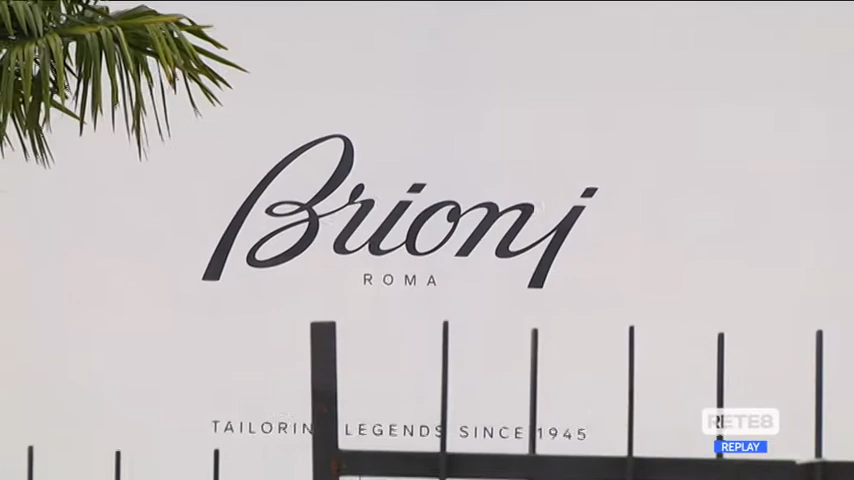 Brioni
ROMA
TAILORING LEGENDS SINCE 1945
RETE8
REPLAY